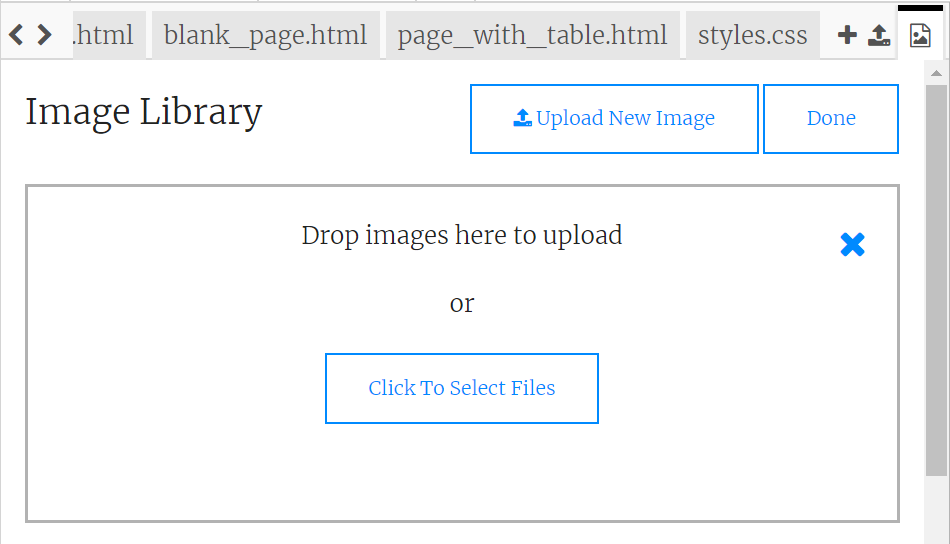 .html blank_page.html page_with_table.html styles.css
Image Library
Upload New Image
Done
Drop images here to upload
or
Click To Select Files